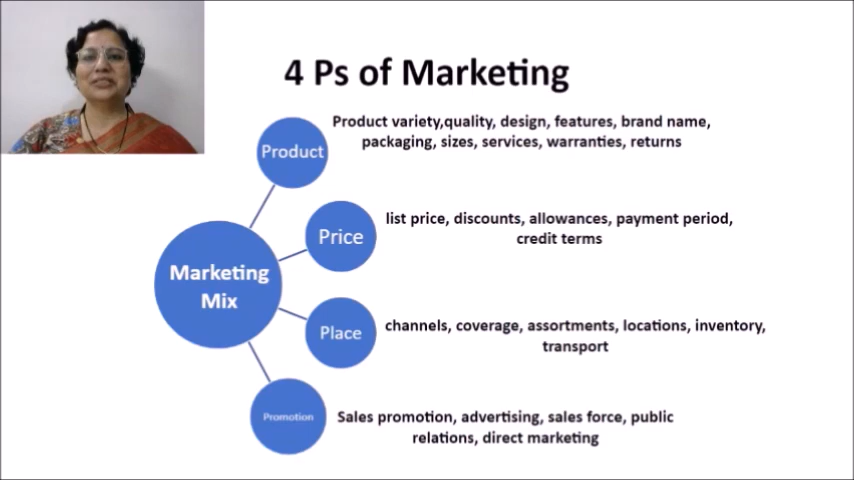 4 Ps of Marketing
Product
Product variety,quality, design, features, brand name,
packaging, sizes, services, warranties, returns
Price
list price, discounts, allowances, payment period,
credit terms
Marketing
Mix
Place
channels, coverage, assortments, locations, inventory,
transport
Promotion
Sales promotion, advertising, sales force, public
relations, direct marketing